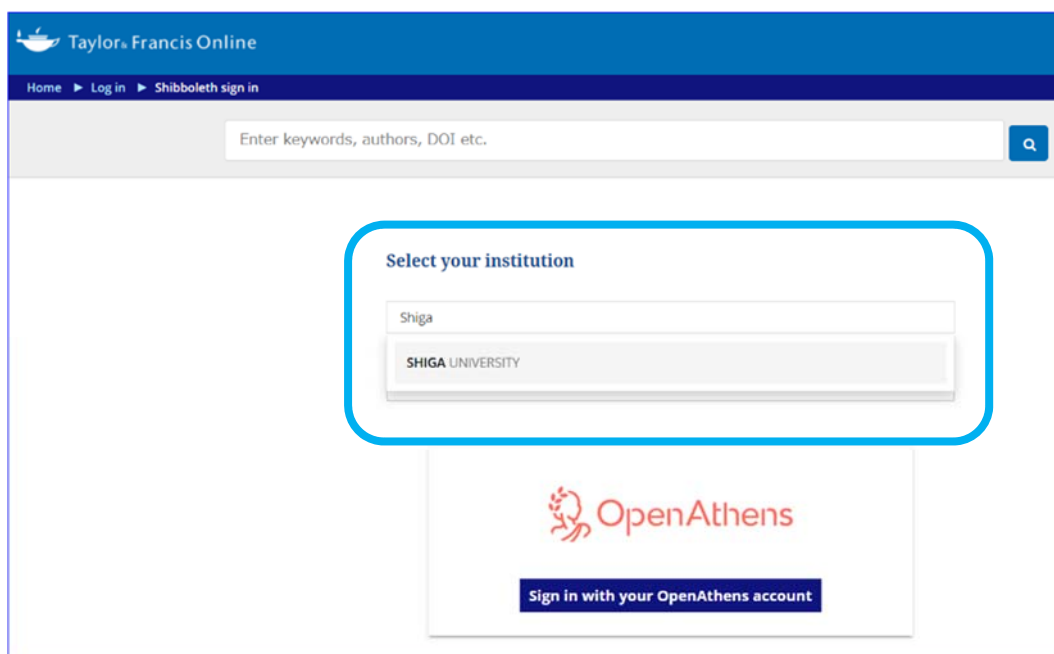 Taylor & Francis Online
Home ▶ Log in ▶ Shibboleth sign in
Enter keywords, authors, DOI etc.
Select your institution
Shiga
SHIGA UNIVERSITY
OpenAthens
Sign in with your OpenAthens account